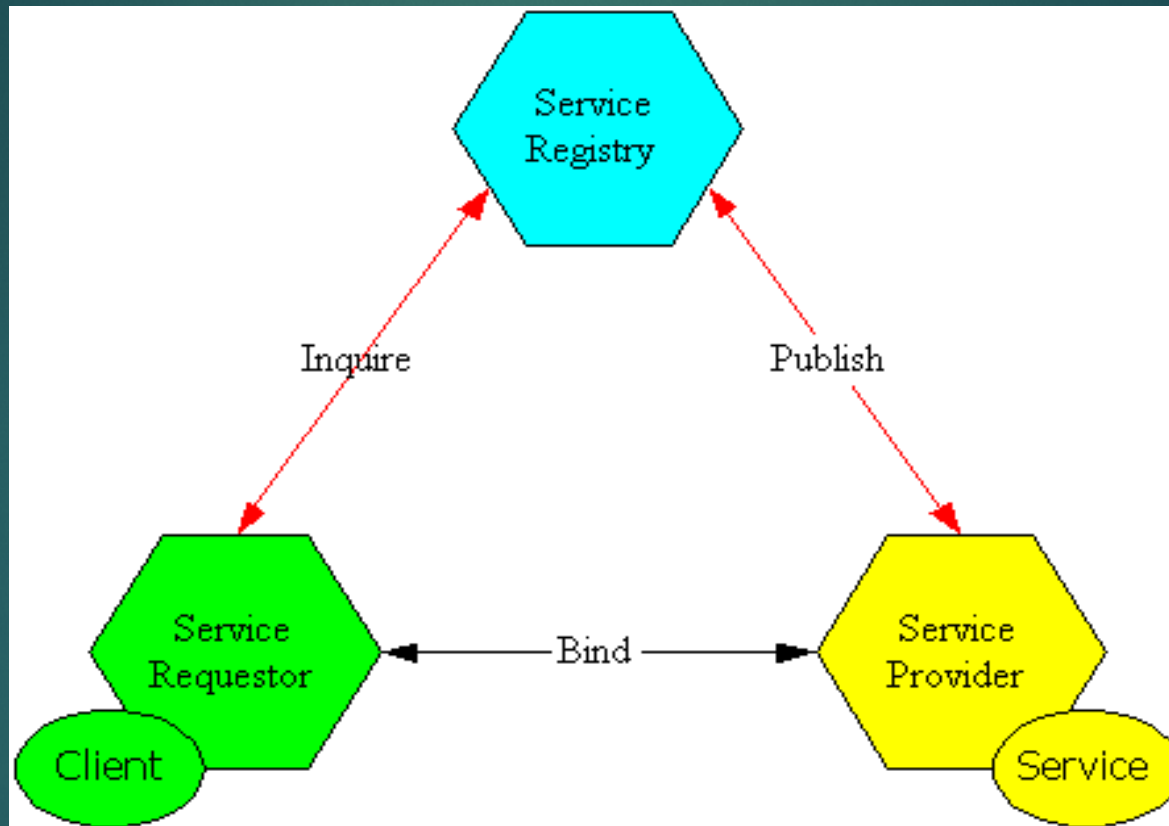 Service
Registry
Inquire
Publish
Service
Requestor
Bind
Service
Provider
Client
Service